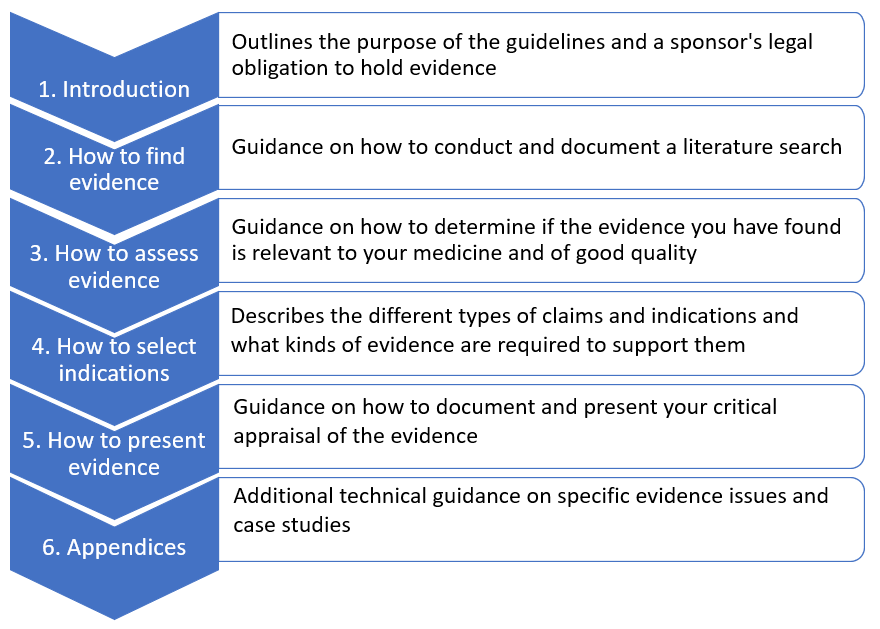 1. Introduction
Outlines the purpose of the guidelines and a sponsor's legal
obligation to hold evidence
2. How to find
evidence
Guidance on how to conduct and document a literature search
3. How to assess
evidence
Guidance on how to determine if the evidence you have found
is relevant to your medicine and of good quality
4. How to select
indications
Describes the different types of claims and indications and
what kinds of evidence are required to support them
5. How to present
evidence
Guidance on how to document and present your critical
appraisal of the evidence
6. Appendices
Additional technical guidance on specific evidence issues and
case studies